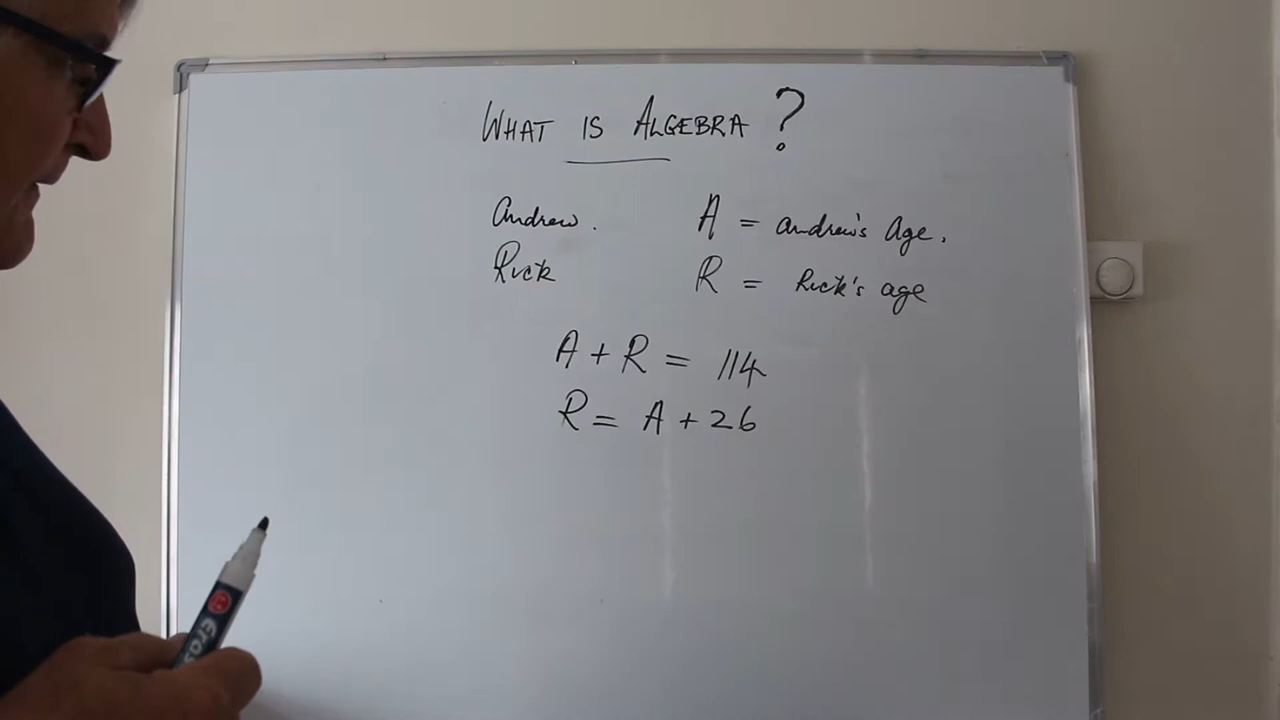 WHAT IS ALGEBRA?
Andrew. A = Andrew's Age.
Rick R = Rick's age
A + R = 114
R = A + 26